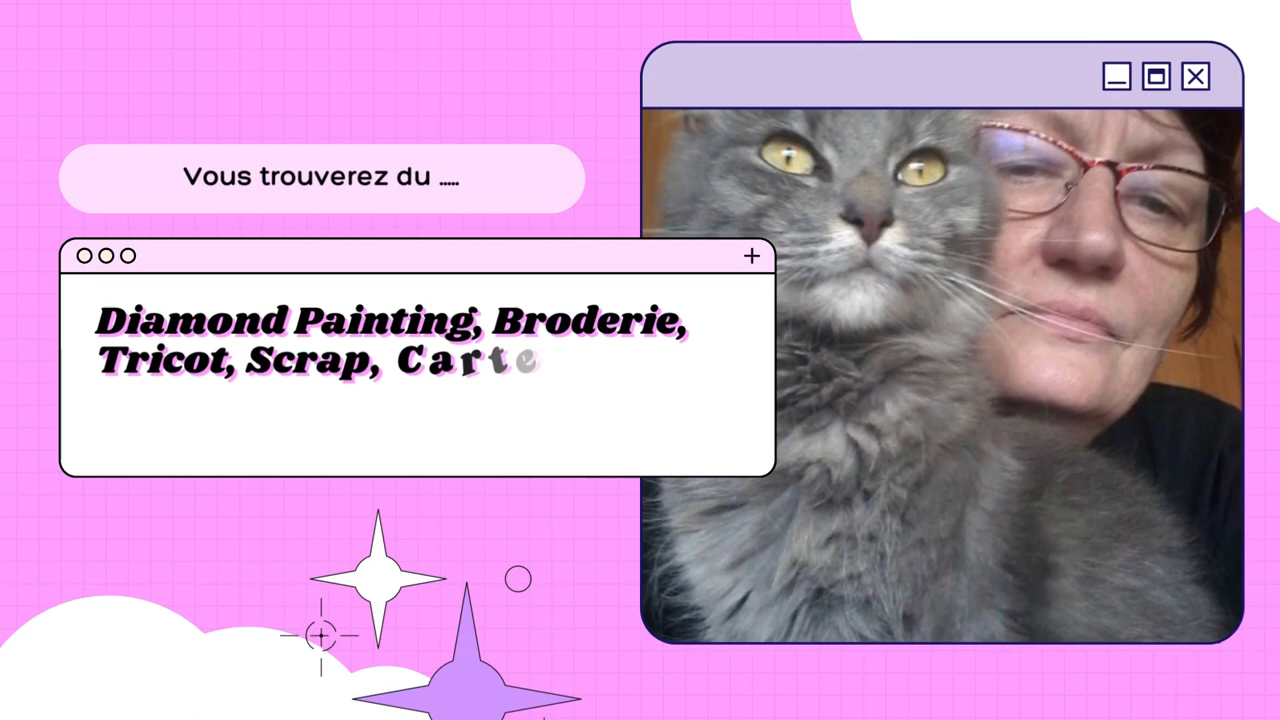 Vous trouverez du .....
Diamond Painting, Broderie,
Tricot, Scrap, Carte